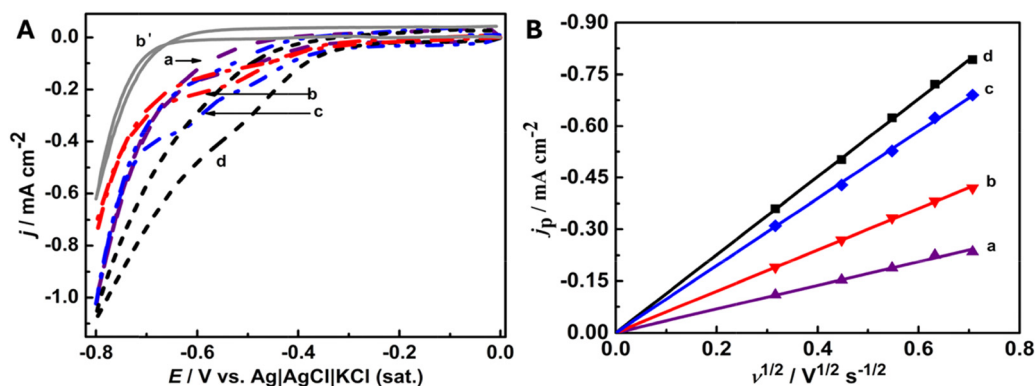 A
0.0
-0.2
-0.4
-0.6
-0.8
-1.0
j / mA cm-2
b'
a
b
c
d
-0.8 -0.6 -0.4 -0.2 0.0
E / V vs. Ag|AgCl|KCl (sat.)
B
-0.90
-0.75
-0.60
-0.45
-0.30
-0.15
0.00
jp / mA cm-2
d
c
b
a
0.0 0.2 0.4 0.6 0.8
ν1/2 / V1/2 s-1/2